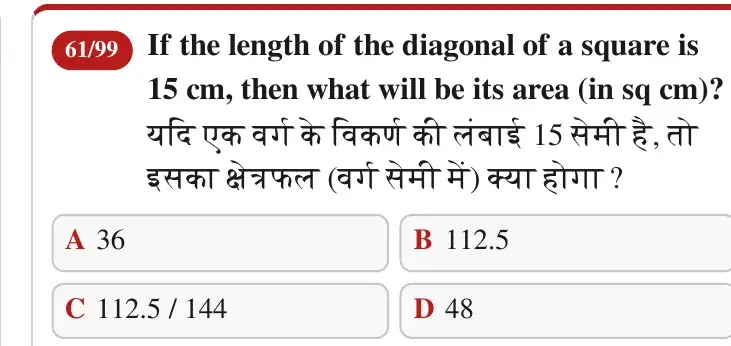 61/99 If the length of the diagonal of a square is
15 cm, then what will be its area (in sq cm)?
यदि एक वर्ग के विकर्ण की लंबाई 15 सेमी है, तो
इसका क्षेत्रफल (वर्ग सेमी में) क्या होगा ?
A 36
B 112.5
C 112.5 / 144
D 48